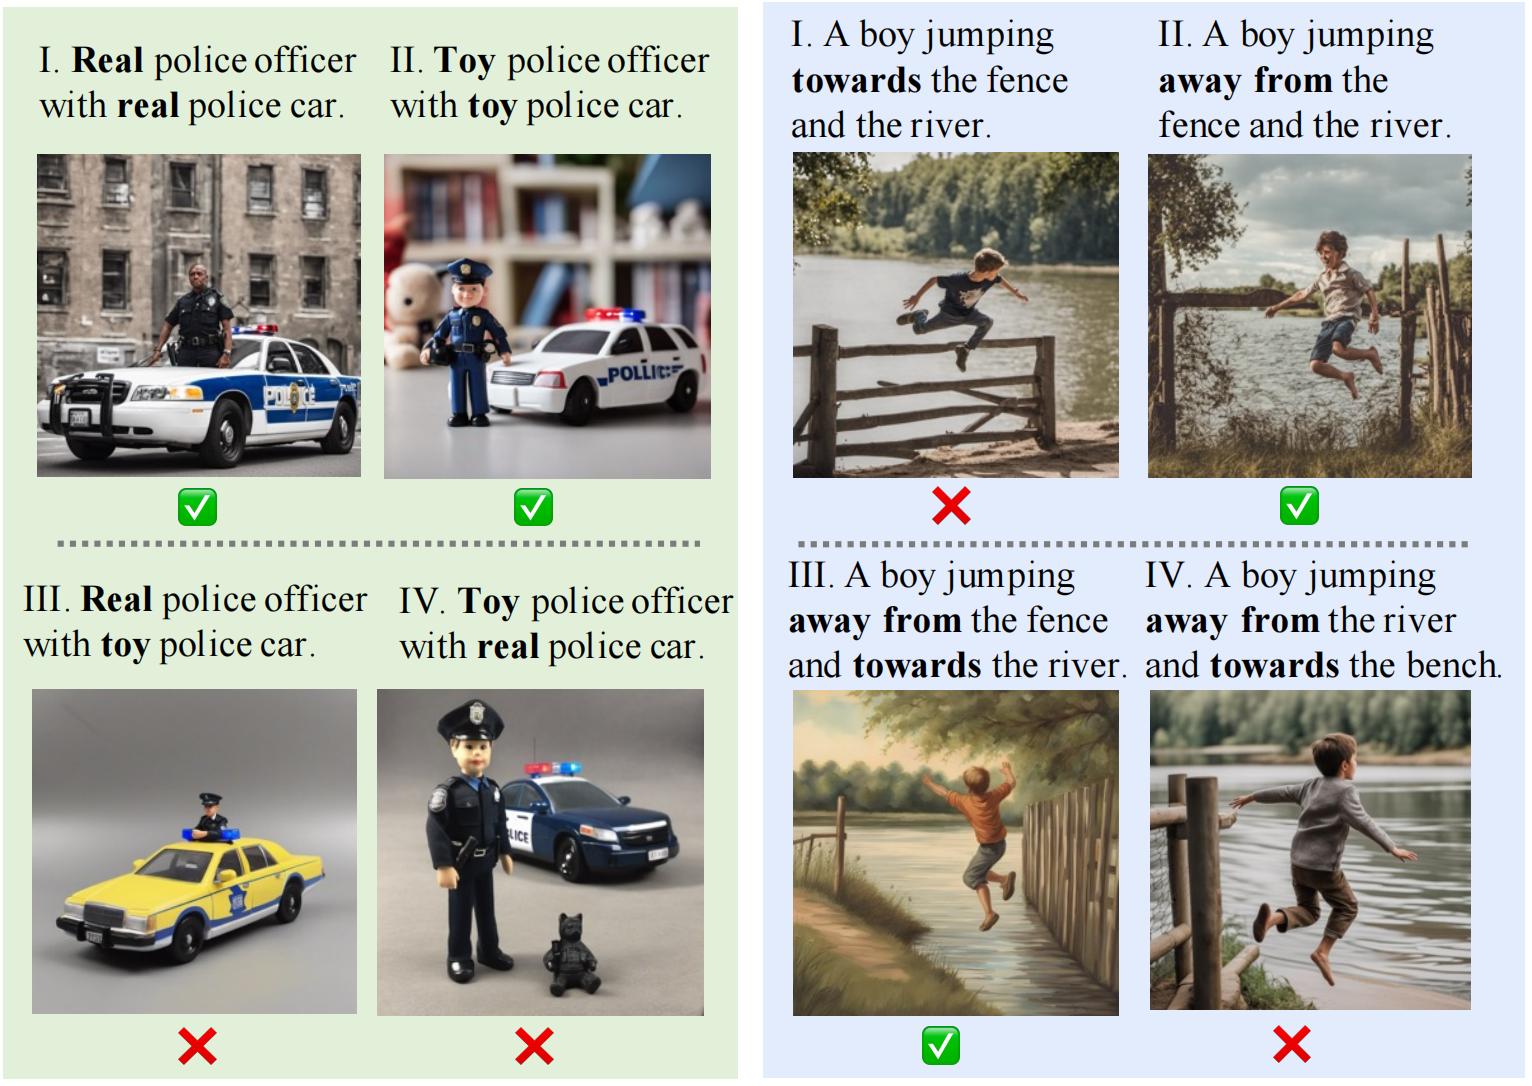 I. Real police officer
with real police car.
II. Toy police officer
with toy police car.
POLICE
POLLICE
III. Real police officer
with toy police car.
IV. Toy police officer
with real police car.
LICE
I. A boy jumping
towards the fence
and the river.
II. A boy jumping
away from the
fence and the river.
III. A boy jumping
away from the fence
and towards the river.
IV. A boy jumping
away from the river
and towards the bench.